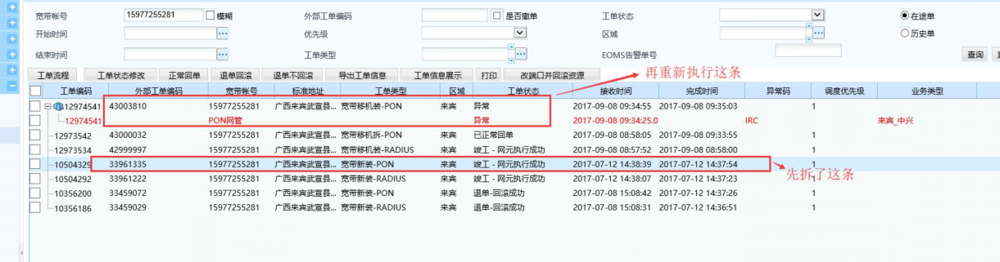 宽带帐号 15977255281 模糊 外部工单编码 是否撤单 工单状态 在途单
开始时间 优先级 区域 历史单
结束时间 工单类型 EOMS告警单号 查询
工单流程 工单状态修改 正常回单 退单回滚 退单不回滚 导出工单信息 工单信息展示 打印 改端口并回滚资源 再重新执行这条
工单编码 外部工单编码 宽带帐号 标准地址 工单类型 区域 工单状态 接收时间 完成时间 异常码 调度优先级 业务类型
12974541 43003810 15977255281 广西来宾武宣县... 宽带移机装-PON 来宾 异常 2017-09-08 09:34:55 2017-09-08 09:35:03 1
12974541 PON网管 异常 2017-09-08 09:34:25.0 IRC 来宾_中兴
12973542 43000032 15977255281 广西来宾武宣县... 宽带移机拆-PON 来宾 已正常回单 2017-09-08 08:58:05 2017-09-08 09:33:55 1
12973534 42999997 15977255281 广西来宾武宣县... 宽带移机装-RADIUS 来宾 竣工 - 网元执行成功 2017-09-08 08:57:52 2017-09-08 08:58:00 1
10504329 33961335 15977255281 广西来宾武宣县... 宽带新装-PON 来宾 竣工 - 网元执行成功 2017-07-12 14:38:39 2017-07-12 14:37:54 1
先拆了这条
10504292 33961222 15977255281 广西来宾武宣县... 宽带新装-RADIUS 来宾 竣工 - 网元执行成功 2017-07-12 14:38:07 2017-07-12 14:37:23 1
10356200 33459072 15977255281 广西来宾武宣县... 宽带新装-PON 来宾 退单-回滚成功 2017-07-08 15:08:42 2017-07-12 14:37:26 1
10356186 33459029 15977255281 广西来宾武宣县... 宽带新装-RADIUS 来宾 退单-回滚成功 2017-07-08 15:08:31 2017-07-12 14:36:51 1